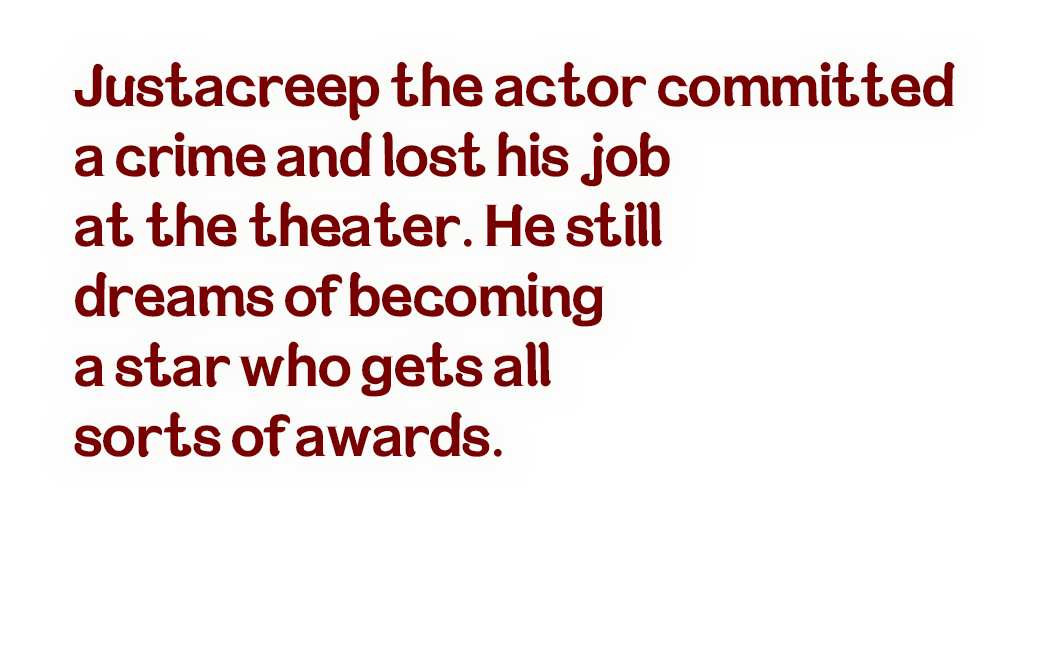 Justacreep the actor committed
a crime and lost his job
at the theater. He still
dreams of becoming
a star who gets all
sorts of awards.